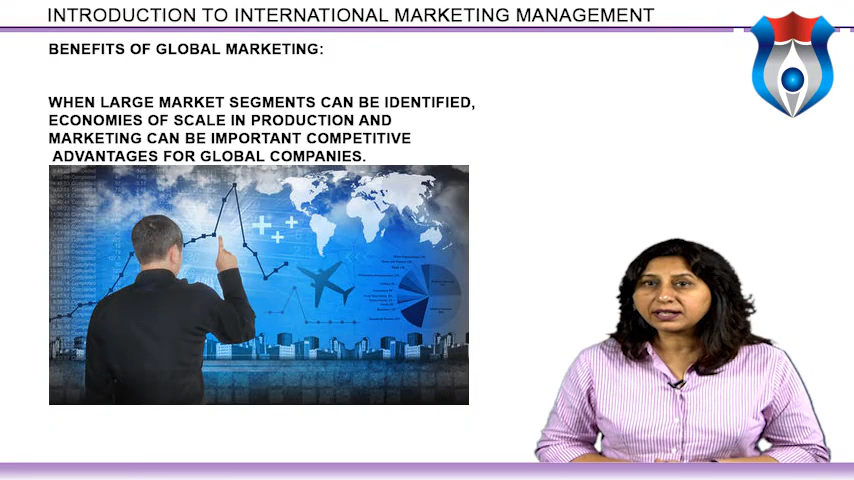 INTRODUCTION TO INTERNATIONAL MARKETING MANAGEMENT
BENEFITS OF GLOBAL MARKETING:
WHEN LARGE MARKET SEGMENTS CAN BE IDENTIFIED,
ECONOMIES OF SCALE IN PRODUCTION AND
MARKETING CAN BE IMPORTANT COMPETITIVE
ADVANTAGES FOR GLOBAL COMPANIES.